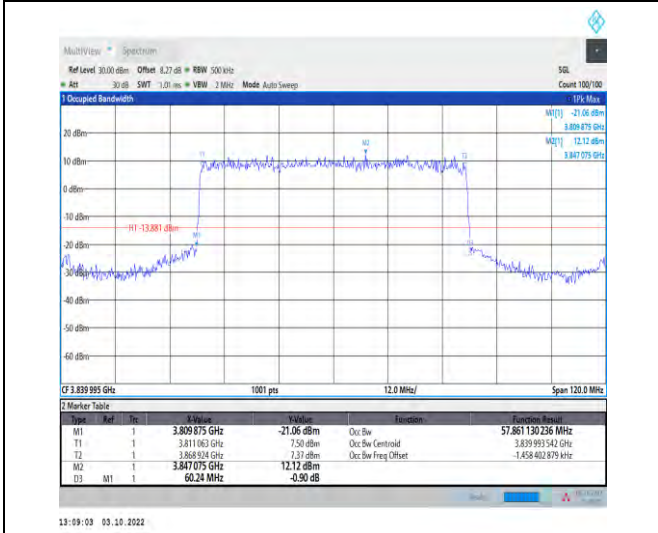 MultiView Spectrum
Ref Level 30.00 dBm Offset 8.27 dB RBW 500 kHz SGL
Att 30 dB SWT 1.01 ms VBW 2 MHz Mode Auto Sweep Count 100/100
1 Occupied Bandwidth 1Pk Max
M1[1] -21.06 dBm
3.809 875 GHz
M2[1] 12.12 dBm
3.847 075 GHz
20 dBm
M2
T1
T2
10 dBm
0 dBm
-10 dBm
H1 -13.881 dBm
M1
-20 dBm
-30 dBm
-40 dBm
-50 dBm
-60 dBm
CF 3.839 995 GHz 1001 pts 12.0 MHz/ Span 120.0 MHz
2 Marker Table
Type Ref Trc X-Value Y-Value Function Function Result
M1 1 3.809 875 GHz -21.06 dBm Occ Bw 57.861 130 236 MHz
T1 1 3.811 063 GHz 7.50 dBm Occ Bw Centroid 3.839 993 542 GHz
T2 1 3.868 924 GHz 7.37 dBm Occ Bw Freq Offset -1.458 402 879 kHz
M2 1 3.847 075 GHz 12.12 dBm
D3 M1 1 60.24 MHz -0.90 dB
13:09:03 03.10.2022